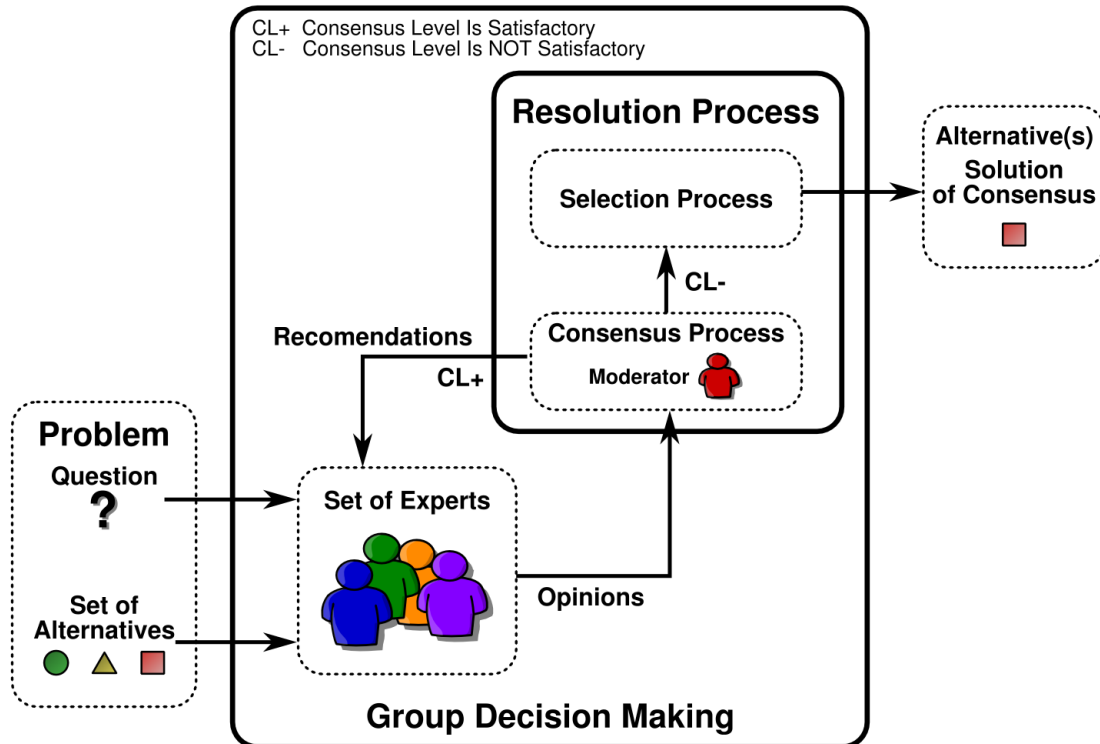 CL+ Consensus Level Is Satisfactory
CL- Consensus Level Is NOT Satisfactory
Resolution Process
Selection Process
CL-
Consensus Process
Moderator
Recomendations
CL+
Alternative(s)
Solution
of Consensus
Problem
Question
?
Set of
Alternatives
Set of Experts
Opinions
Group Decision Making